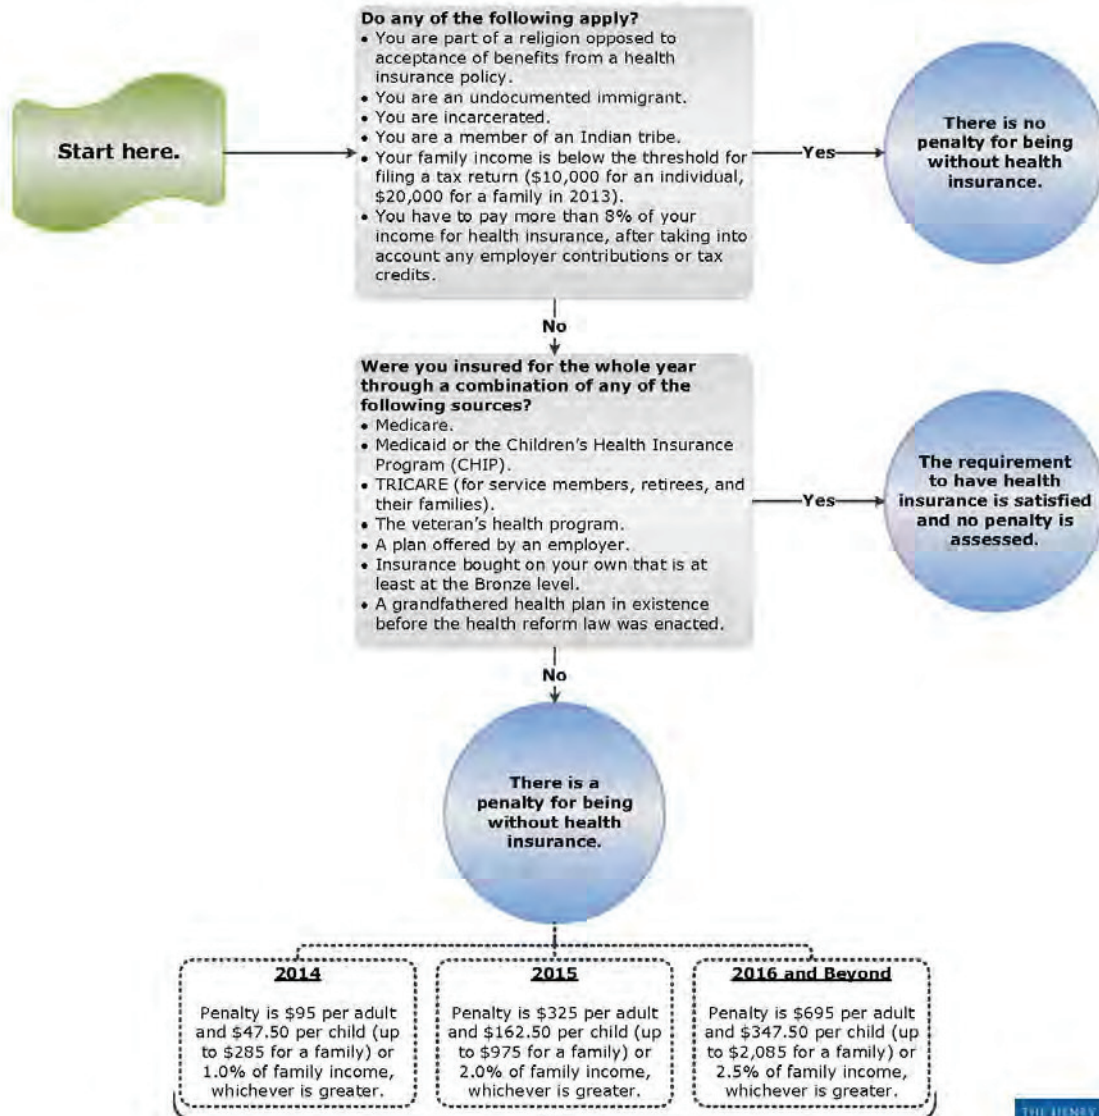 Start here.
Do any of the following apply?
• You are part of a religion opposed to
acceptance of benefits from a health
insurance policy.
• You are an undocumented immigrant.
• You are incarcerated.
• You are a member of an Indian tribe.
• Your family income is below the threshold for
filing a tax return ($10,000 for an individual,
$20,000 for a family in 2013).
• You have to pay more than 8% of your
income for health insurance, after taking into
account any employer contributions or tax
credits.
Yes
There is no
penalty for being
without health
insurance.
No
Were you insured for the whole year
through a combination of any of the
following sources?
• Medicare.
• Medicaid or the Children's Health Insurance
Program (CHIP).
• TRICARE (for service members, retirees, and
their families).
• The veteran's health program.
• A plan offered by an employer.
• Insurance bought on your own that is at
least at the Bronze level.
• A grandfathered health plan in existence
before the health reform law was enacted.
Yes
The requirement
to have health
insurance is satisfied
and no penalty is
assessed.
No
There is a
penalty for being
without health
insurance.
2014
Penalty is $95 per adult
and $47.50 per child (up
to $285 for a family) or
1.0% of family income,
whichever is greater.
2015
Penalty is $325 per adult
and $162.50 per child (up
to $975 for a family) or
2.0% of family income,
whichever is greater.
2016 and Beyond
Penalty is $695 per adult
and $347.50 per child (up
to $2,085 for a family) or
2.5% of family income,
whichever is greater.
THE HENRY